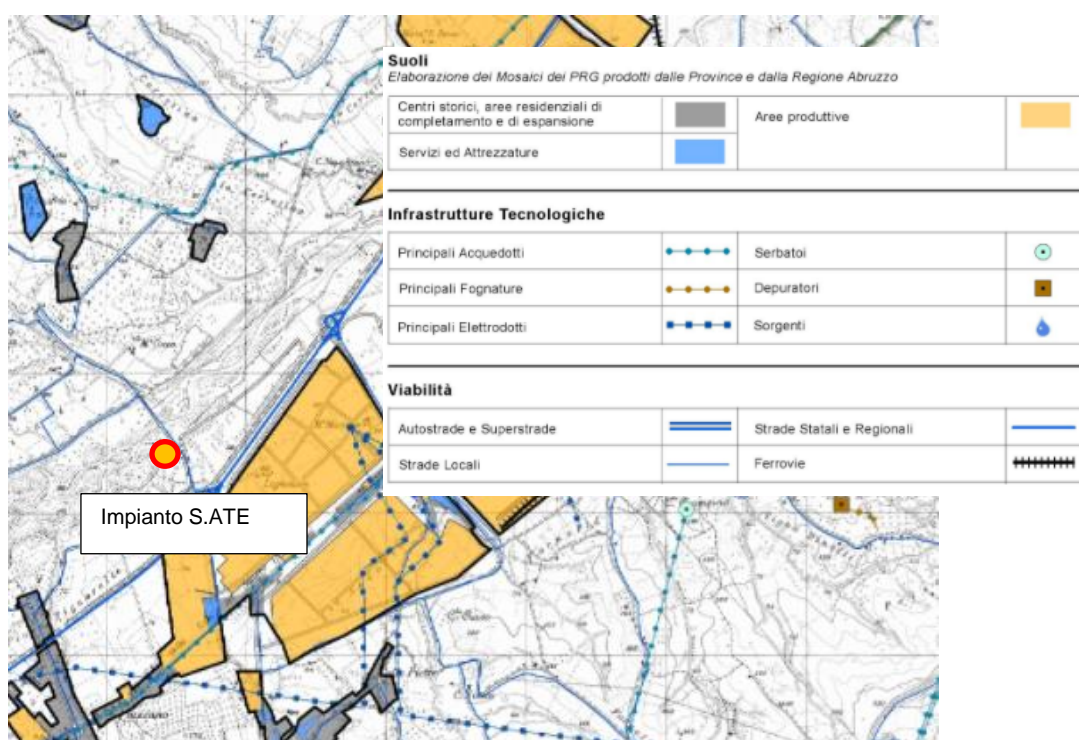 Suoli
Elaborazione dei Mosaici dei PRG prodotti dalle Province e dalla Regione Abruzzo
Centri storici, aree residenziali di
completamento e di espansione
Aree produttive
Servizi ed Attrezzature
Infrastrutture Tecnologiche
Principali Acquedotti
Serbatoi
Principali Fognature
Depuratori
Principali Elettrodotti
Sorgenti
Viabilità
Autostrade e Superstrade
Strade Statali e Regionali
Strade Locali
Ferrovie
Impianto S.ATE